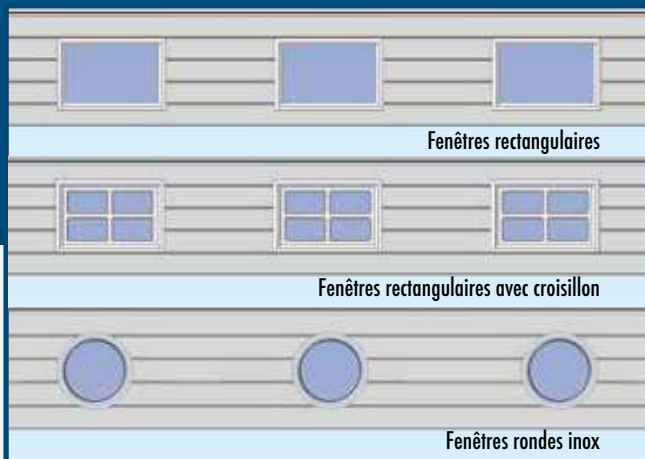 Fenêtres rectangulaires
Fenêtres rectangulaires avec croisillon
Fenêtres rondes inox